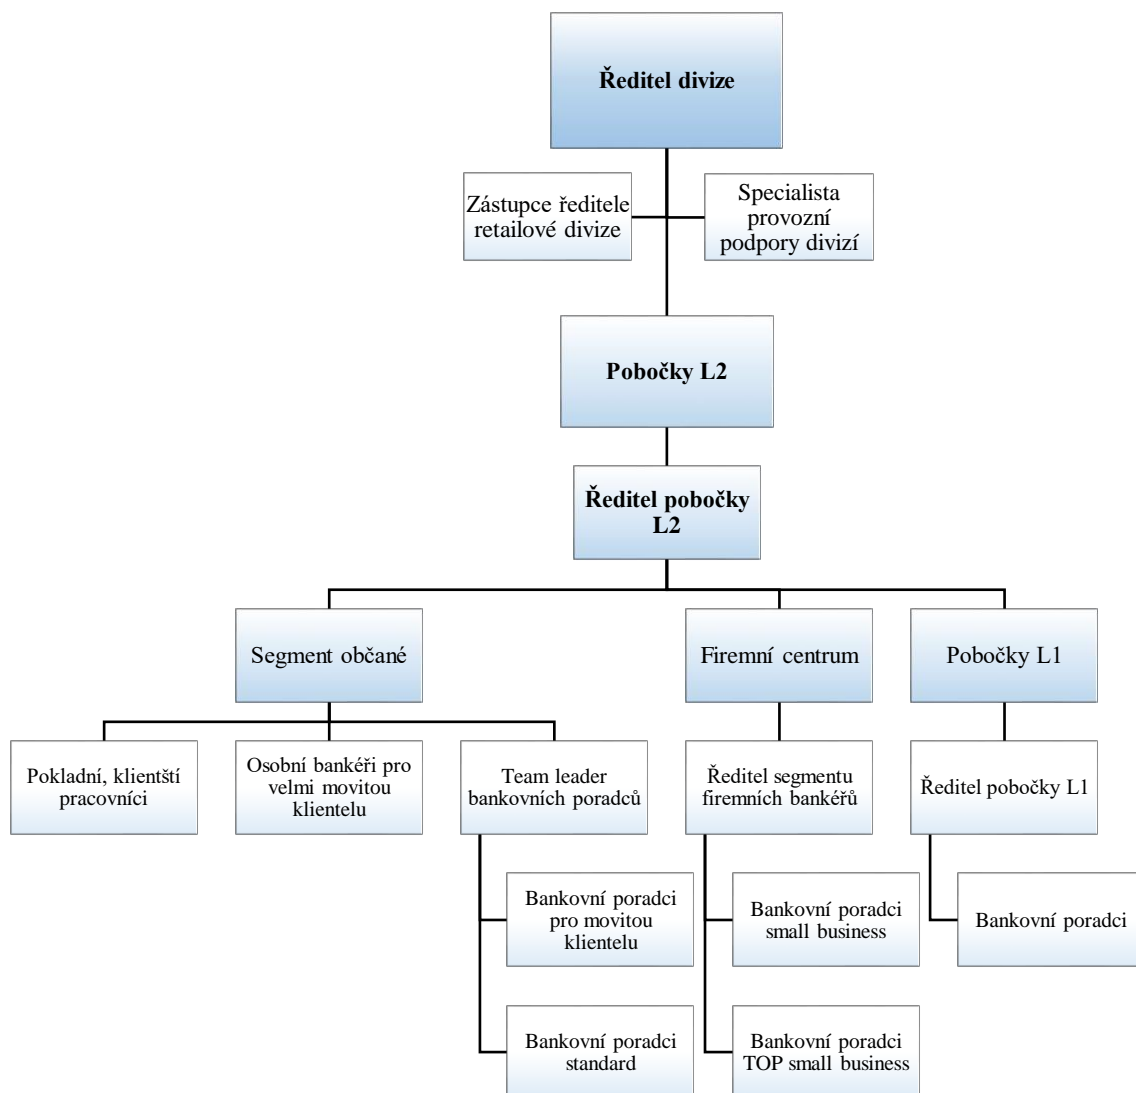 Ředitel divize
Zástupce ředitele
retailové divize
Specialista
provozní
podpory divizí
Pobočky L2
Ředitel pobočky
L2
Segment občané
Firemní centrum
Pobočky L1
Pokladní, klientští
pracovníci
Osobní bankéři pro
velmi movitou
klientelu
Team leader
bankovních poradců
Ředitel segmentu
firemních bankéřů
Ředitel pobočky L1
Bankovní poradci
pro movitou
klientelu
Bankovní poradci
small business
Bankovní poradci
Bankovní poradci
standard
Bankovní poradci
TOP small business